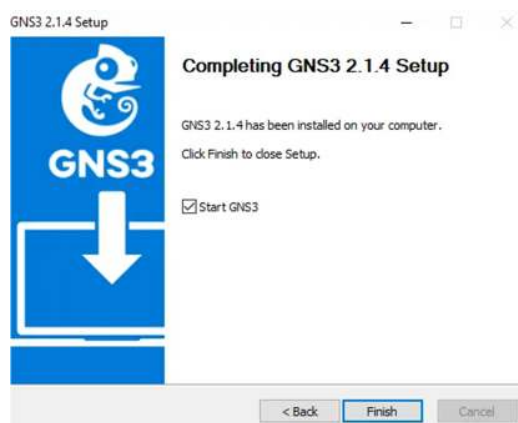 GNS3 2.1.4 Setup
Completing GNS3 2.1.4 Setup
GNS3 2.1.4 has been installed on your computer.
Click Finish to close Setup.
GNS3
Start GNS3
< Back Finish Cancel